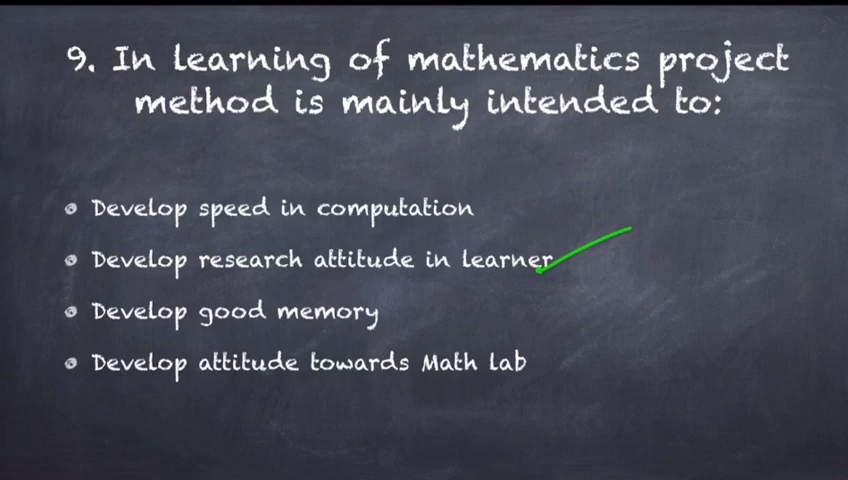 9. In learning of mathematics project
method is mainly intended to:
Develop speed in computation
Develop research attitude in learner
Develop good memory
Develop attitude towards Math lab